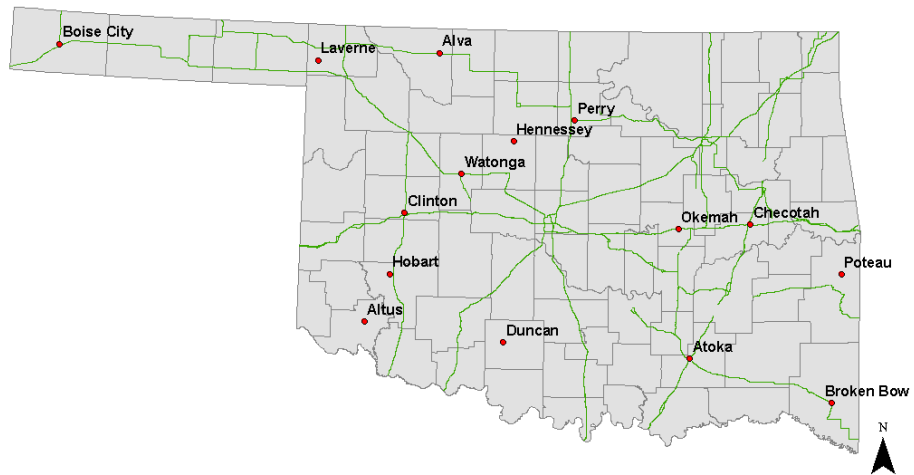 Boise City
Laverne
Alva
Perry
Hennessey
Watonga
Clinton
Okemah
Checotah
Hobart
Poteau
Altus
Duncan
Atoka
Broken Bow
N